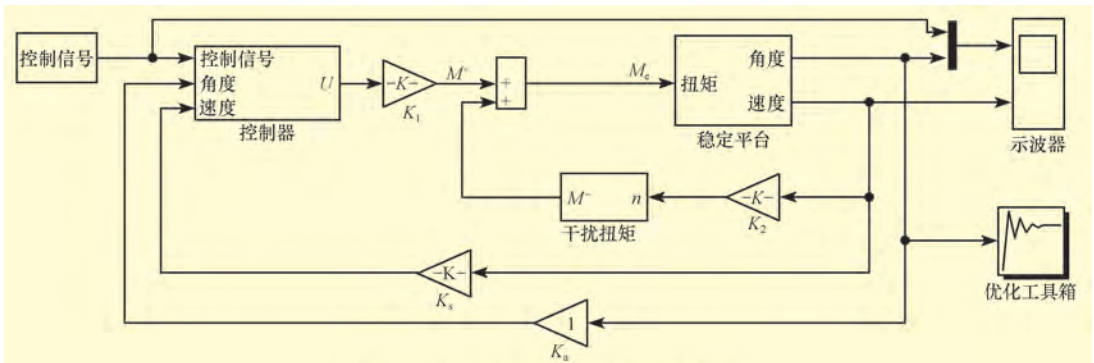 控制信号
控制信号
角度
速度
U
控制器
-K-
K₁
M⁺
+
+
Mₑ
扭矩
角度
速度
稳定平台
示波器
M⁻
n
干扰扭矩
-K-
K₂
优化工具箱
-K-
Kₛ
1
Kₐ